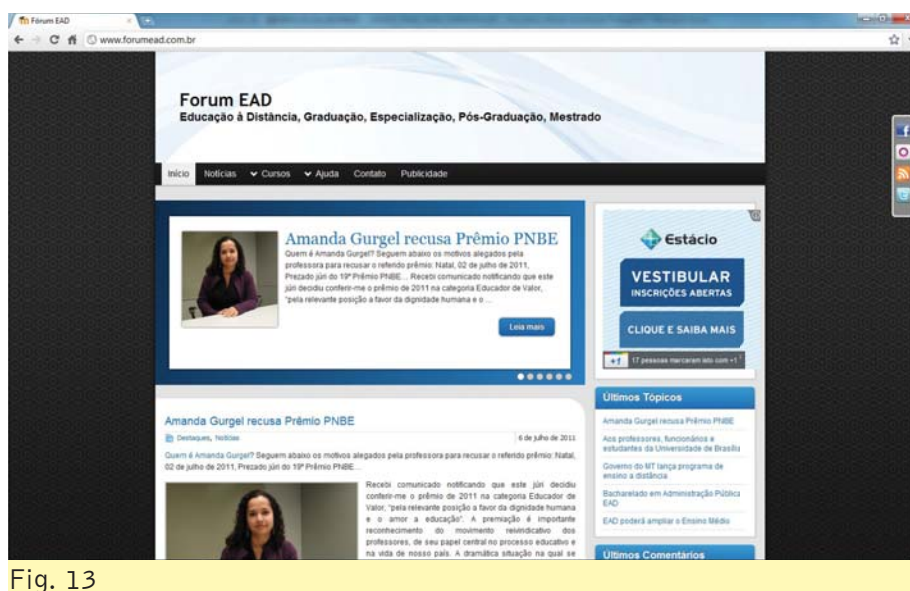 Fórum EAD
www.forumead.com.br
Forum EAD
Educação à Distância, Graduação, Especialização, Pós-Graduação, Mestrado
Início Notícias Cursos Ajuda Contato Publicidade
Amanda Gurgel recusa Prêmio PNBE
Quem é Amanda Gurgel? Seguem abaixo os motivos alegados pela
professora para recusar o referido prêmio: Natal, 02 de julho de 2011,
Prezado júri do 19º Prêmio PNBE... Recebi comunicado notificando que este
júri decidiu conferir-me o prêmio de 2011 na categoria Educador de Valor,
"pela relevante posição a favor da dignidade humana e o ...
Leia mais
Estácio
VESTIBULAR
INSCRIÇÕES ABERTAS
CLIQUE E SAIBA MAIS
+1 17 pessoas marcaram isto com +1
Amanda Gurgel recusa Prêmio PNBE
Destaques, Notícias 6 de julho de 2011
Quem é Amanda Gurgel? Seguem abaixo os motivos alegados pela professora para recusar o referido prêmio: Natal,
02 de julho de 2011, Prezado júri do 19º Prêmio PNBE...
Recebi comunicado notificando que este júri decidiu
conferir-me o prêmio de 2011 na categoria Educador de
Valor, "pela relevante posição a favor da dignidade humana
e o amor a educação". A premiação é importante
reconhecimento do movimento reivindicativo dos
professores, de seu papel central no processo educativo e
na vida de nosso país. A dramática situação na qual se
Últimos Tópicos
Amanda Gurgel recusa Prêmio PNBE
Aos professores, funcionários e
estudantes da Universidade de Brasília
Governo do MT lança programa de
ensino a distância
Bacharelado em Administração Pública
EAD
EAD poderá ampliar o Ensino Médio
Últimos Comentários
Fig. 13